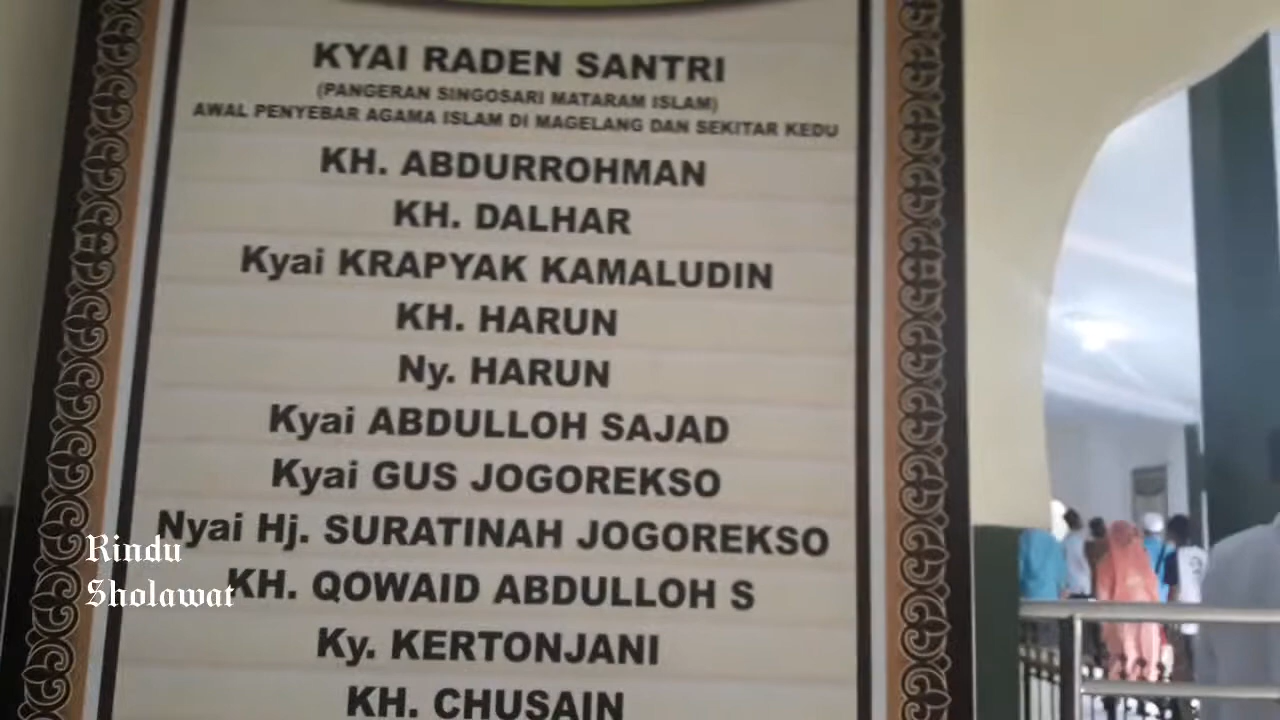 KYAI RADEN SANTRI
(PANGERAN SINGOSARI MATARAM ISLAM)
AWAL PENYEBAR AGAMA ISLAM DI MAGELANG DAN SEKITAR KEDU
KH. ABDURROHMAN
KH. DALHAR
Kyai KRAPYAK KAMALUDIN
KH. HARUN
Ny. HARUN
Kyai ABDULLOH SAJAD
Kyai GUS JOGOREKSO
Nyai Hj. SURATINAH JOGOREKSO
KH. QOWAID ABDULLOH S
Ky. KERTONJANI
KH. CHUSAIN
Rindu
Sholawat